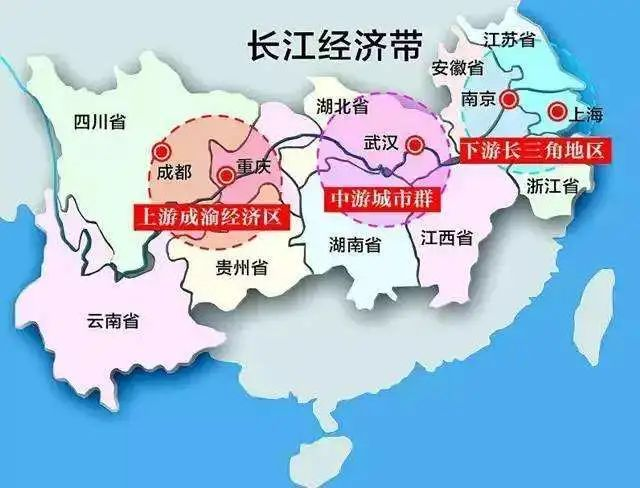 长江经济带
江苏省
安徽省
南京
上海
湖北省
四川省
武汉
下游长三角地区
成都
重庆
浙江省
中游城市群
上游成渝经济区
江西省
湖南省
贵州省
云南省